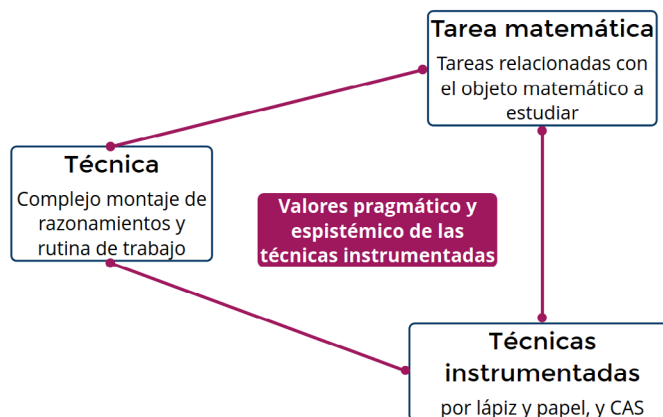 Tarea matemática
Tareas relacionadas con
el objeto matemático a
estudiar
Técnica
Complejo montaje de
razonamientos y
rutina de trabajo
Valores pragmático y
espistémico de las
técnicas instrumentadas
Técnicas
instrumentadas
por lápiz y papel, y CAS